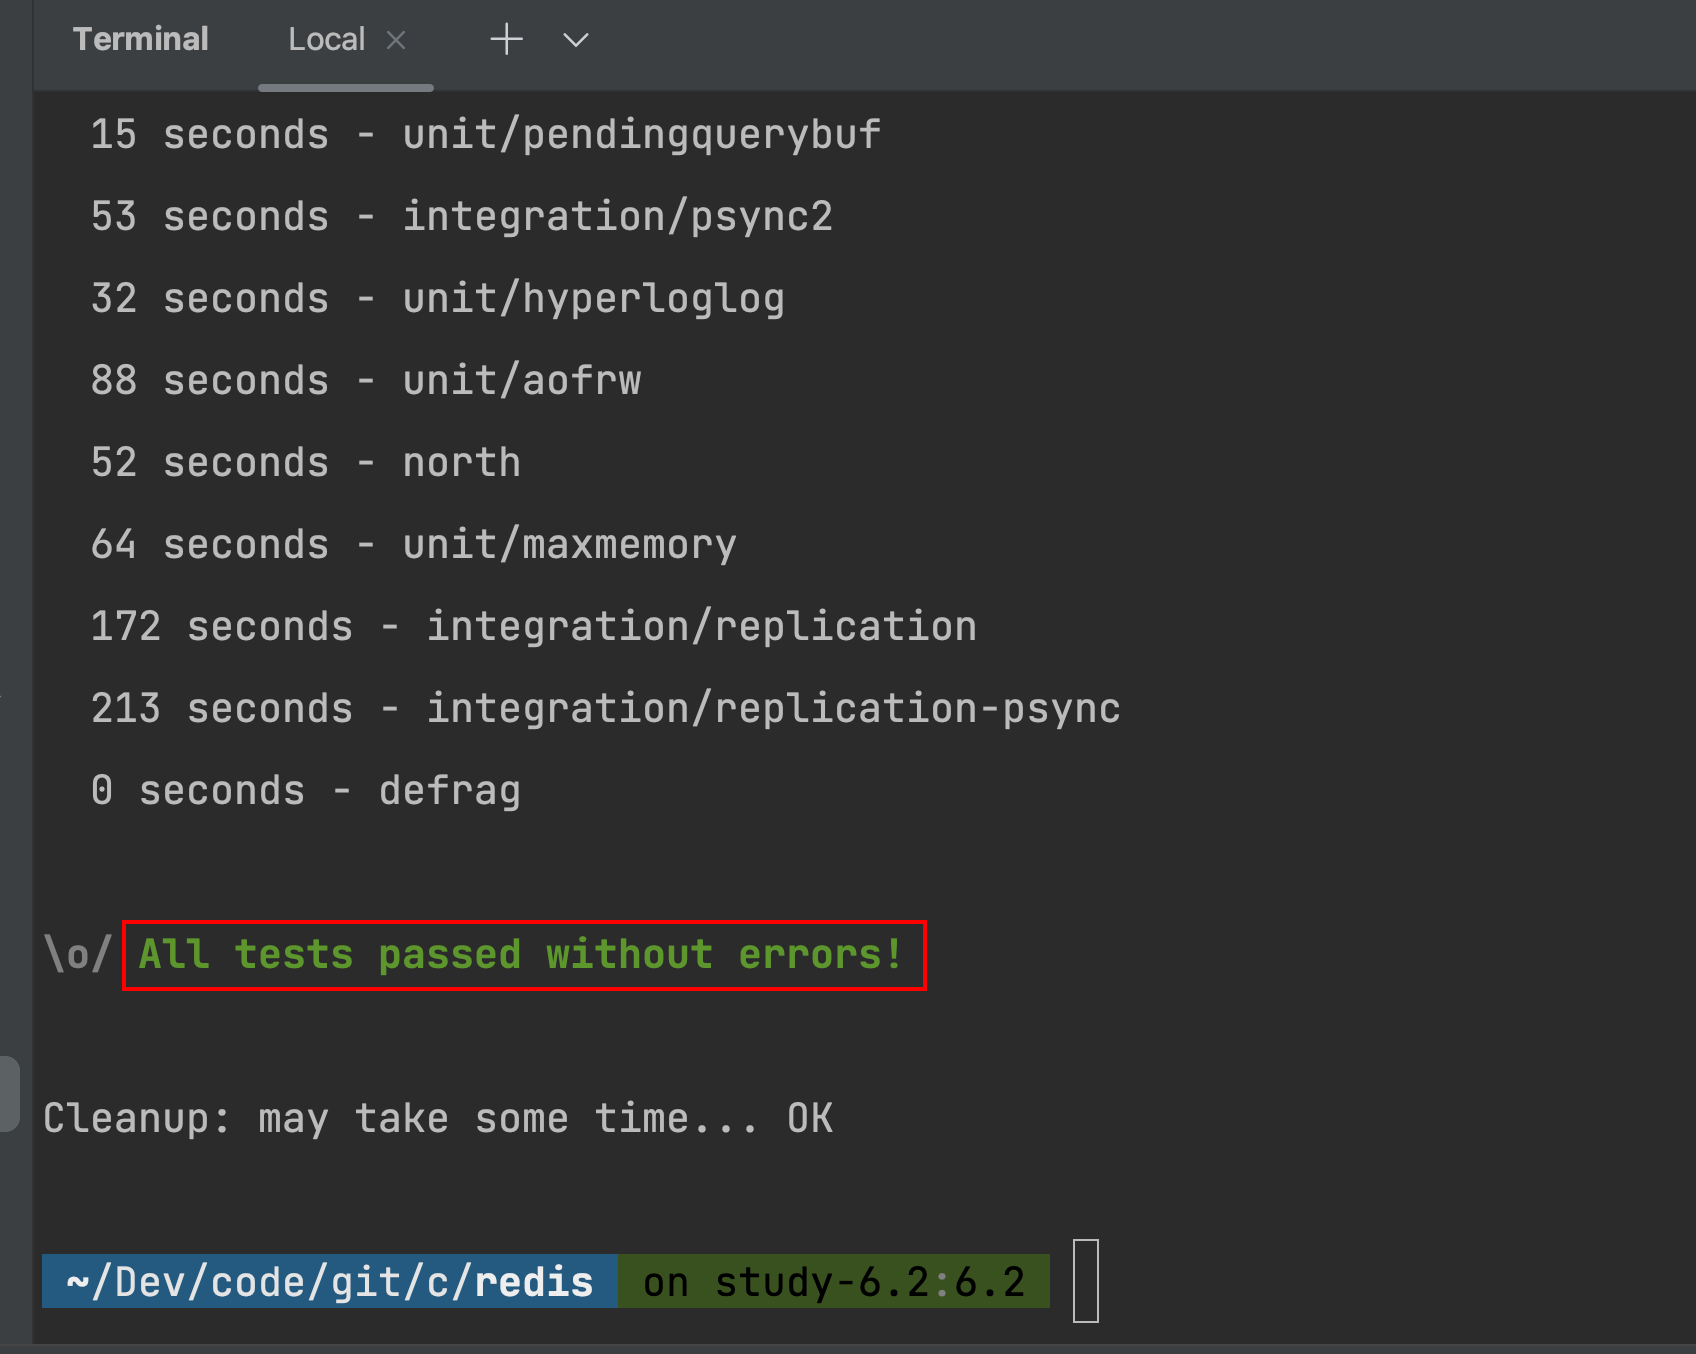 Terminal Local
15 seconds - unit/pendingquerybuf
53 seconds - integration/psync2
32 seconds - unit/hyperloglog
88 seconds - unit/aofrw
52 seconds - north
64 seconds - unit/maxmemory
172 seconds - integration/replication
213 seconds - integration/replication-psync
0 seconds - defrag
\o/ All tests passed without errors!
Cleanup: may take some time... OK
~/Dev/code/git/c/redis on study-6.2:6.2